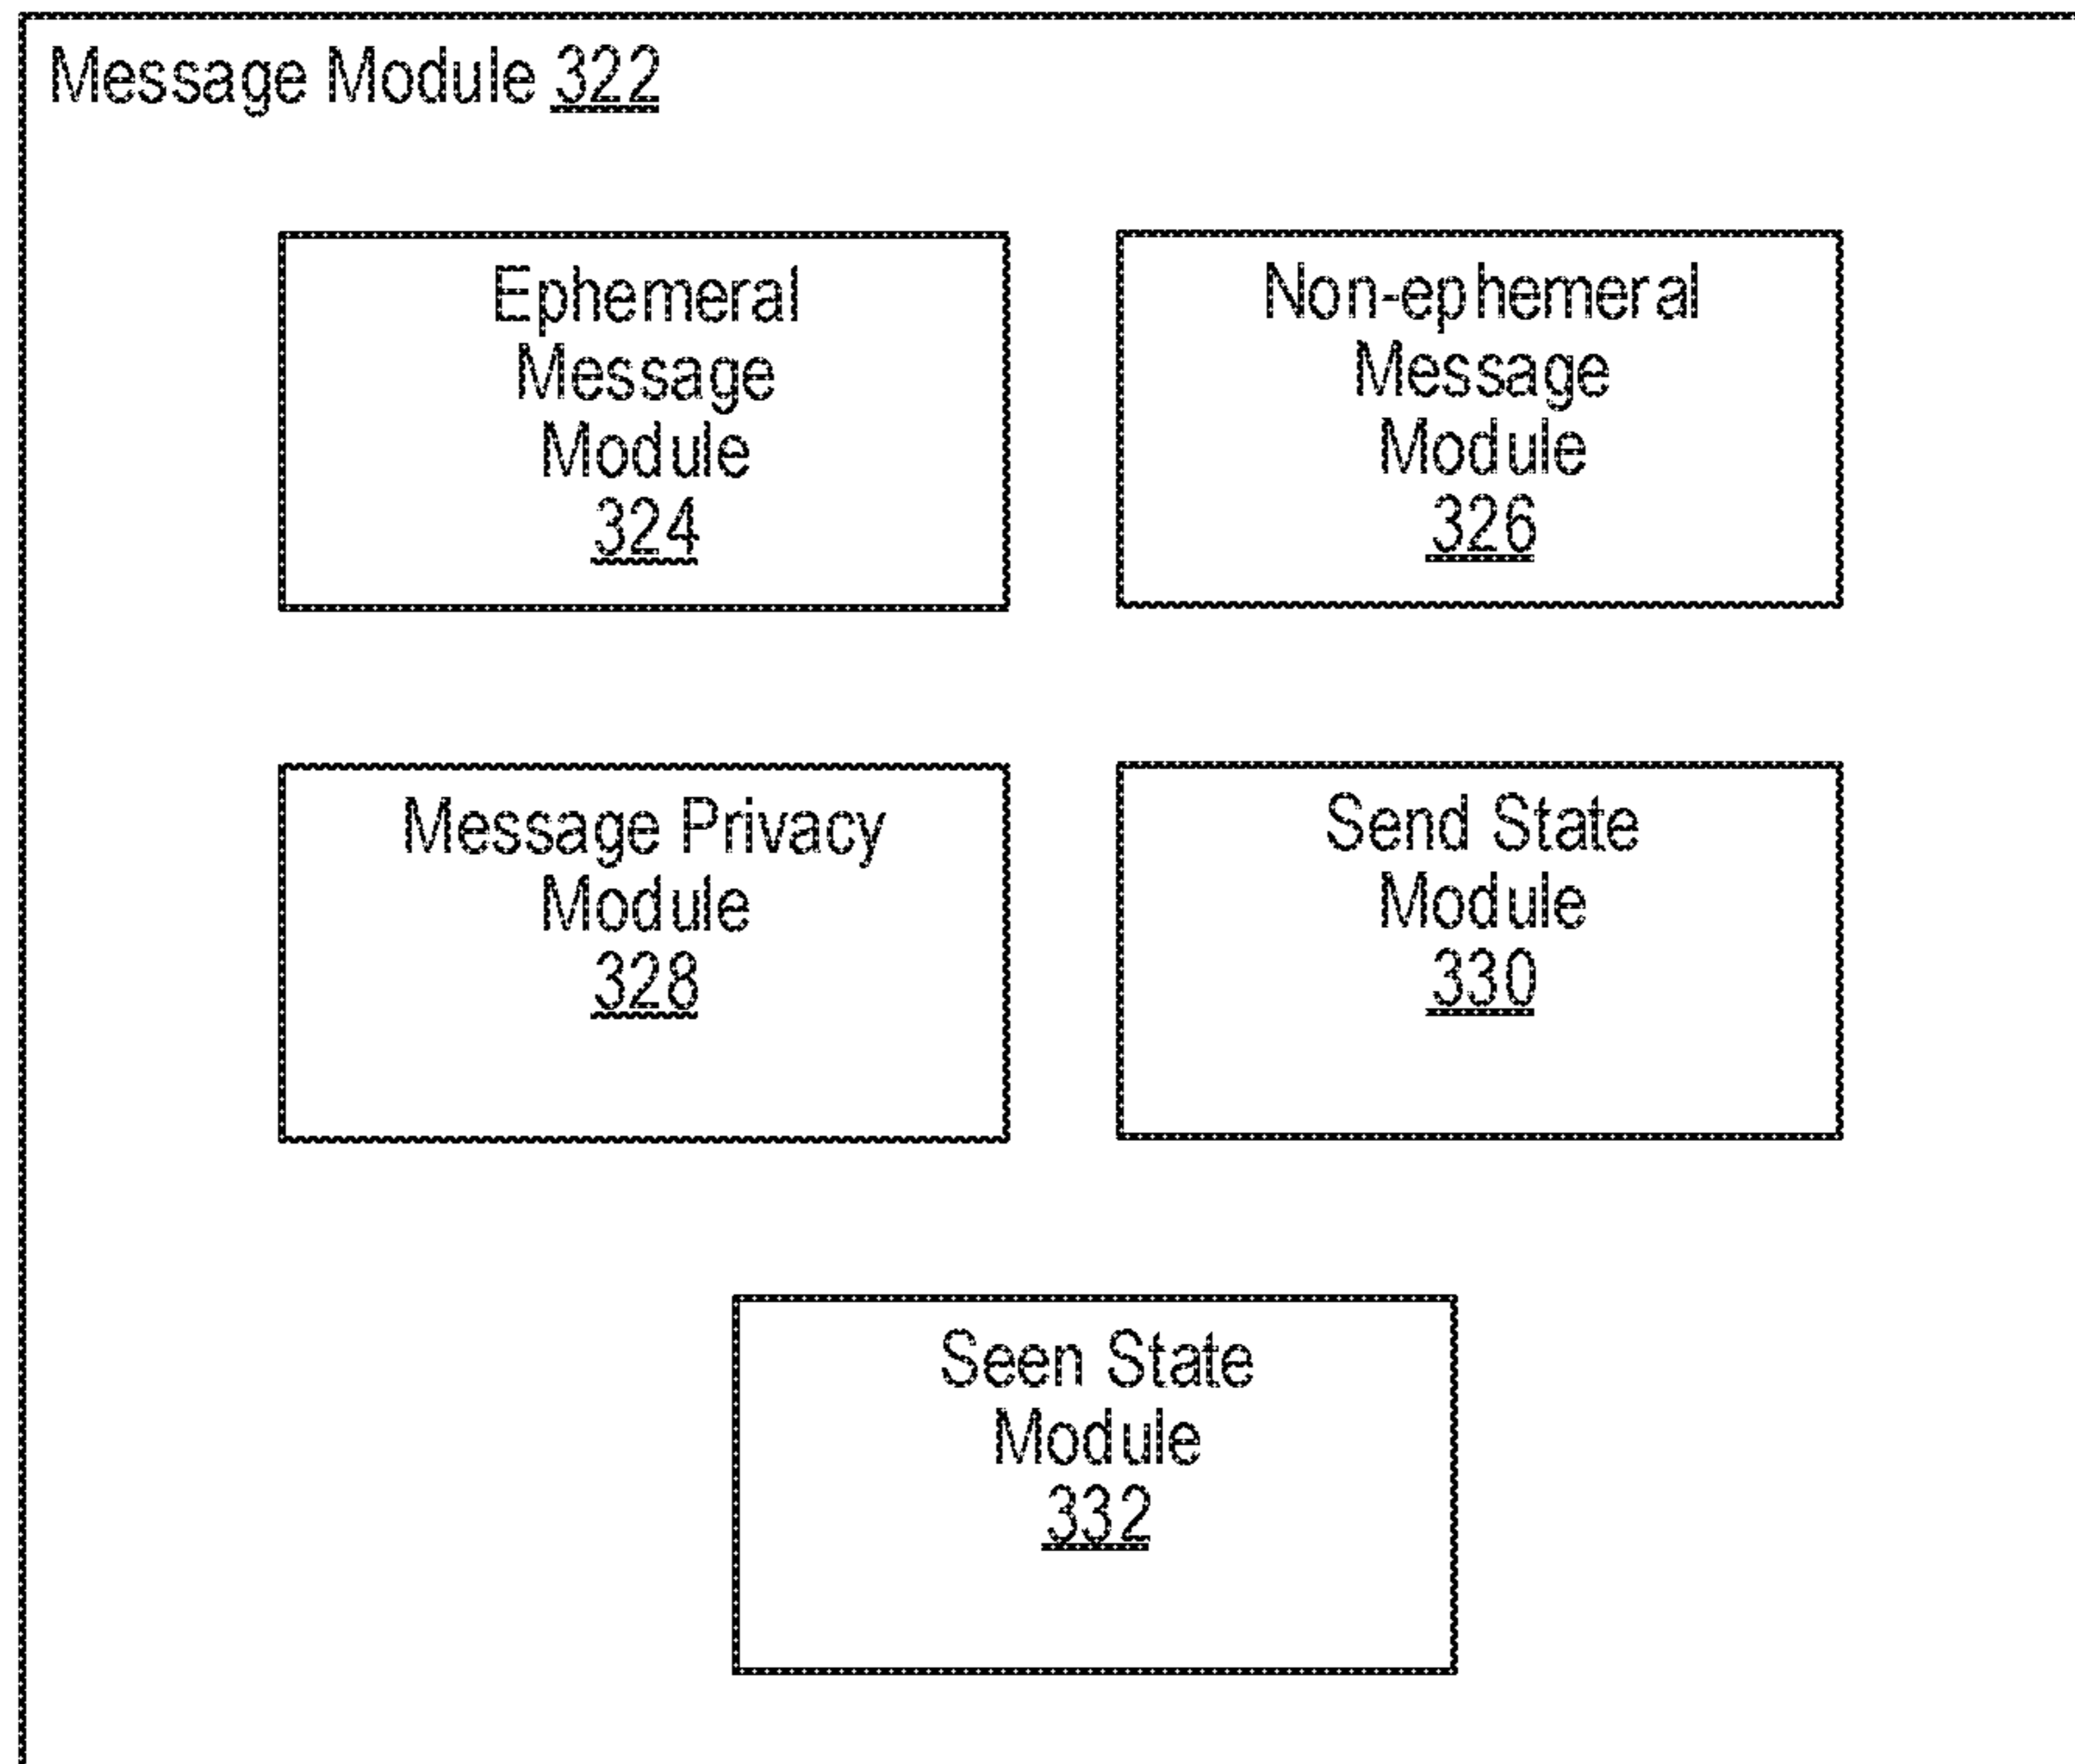 Message Module 322
Ephemeral
Message
Module
324
Non-ephemeral
Message
Module
326
Message Privacy
Module
328
Send State
Module
330
Seen State
Module
332